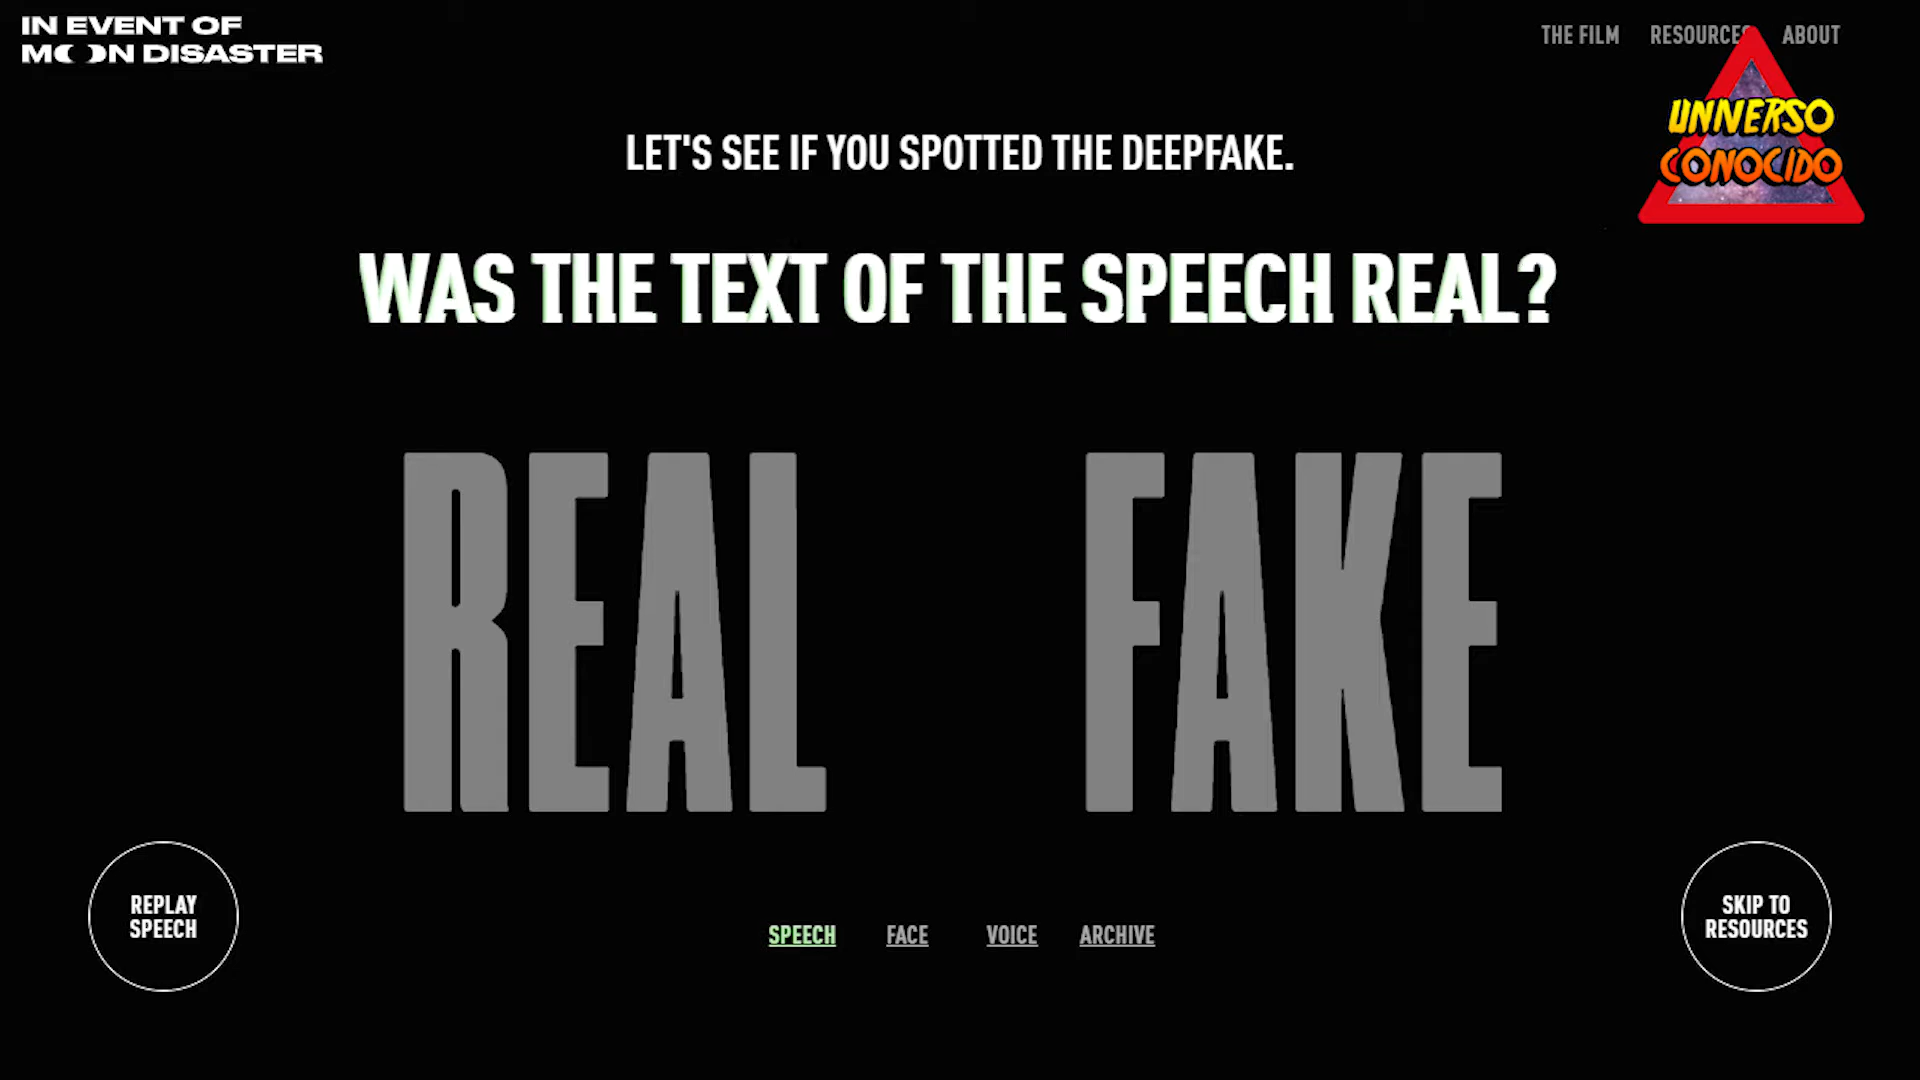 IN EVENT OF
MOON DISASTER
THE FILM
RESOURCES
ABOUT
UNIVERSO
CONOCIDO
LET'S SEE IF YOU SPOTTED THE DEEPFAKE.
WAS THE TEXT OF THE SPEECH REAL?
REAL
FAKE
REPLAY
SPEECH
SPEECH
FACE
VOICE
ARCHIVE
SKIP TO
RESOURCES